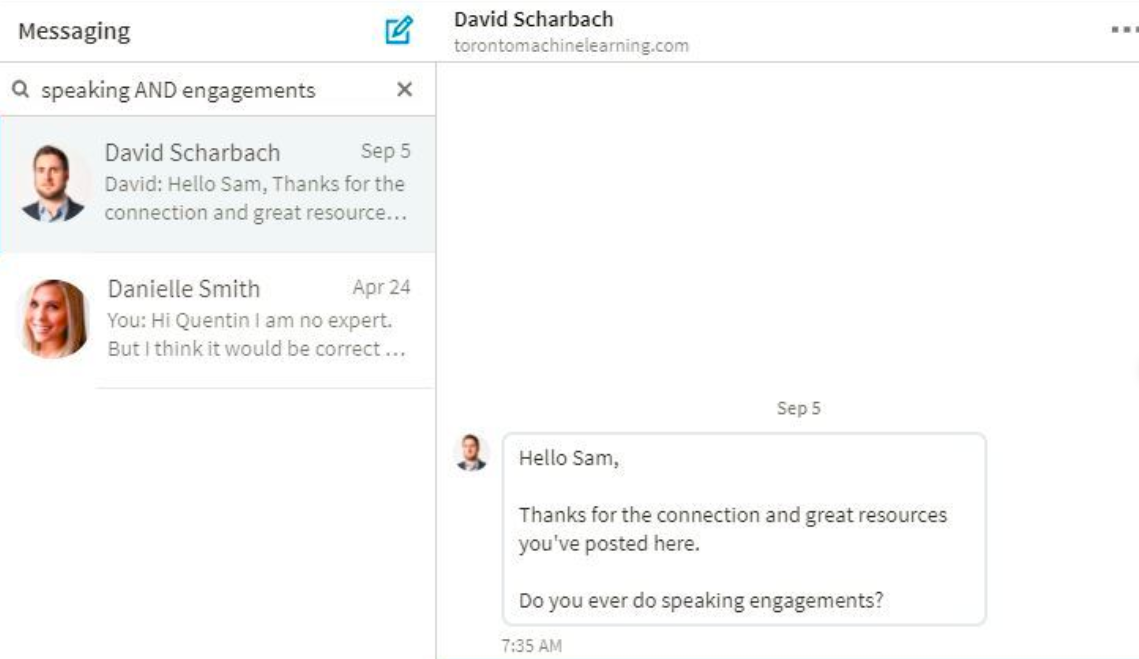 Messaging
speaking AND engagements
David Scharbach
Sep 5
David: Hello Sam, Thanks for the
connection and great resource...
Danielle Smith
Apr 24
You: Hi Quentin I am no expert.
But I think it would be correct ...
David Scharbach
torontomachinelearning.com
Sep 5
Hello Sam,
Thanks for the connection and great resources
you've posted here.
Do you ever do speaking engagements?
7:35 AM